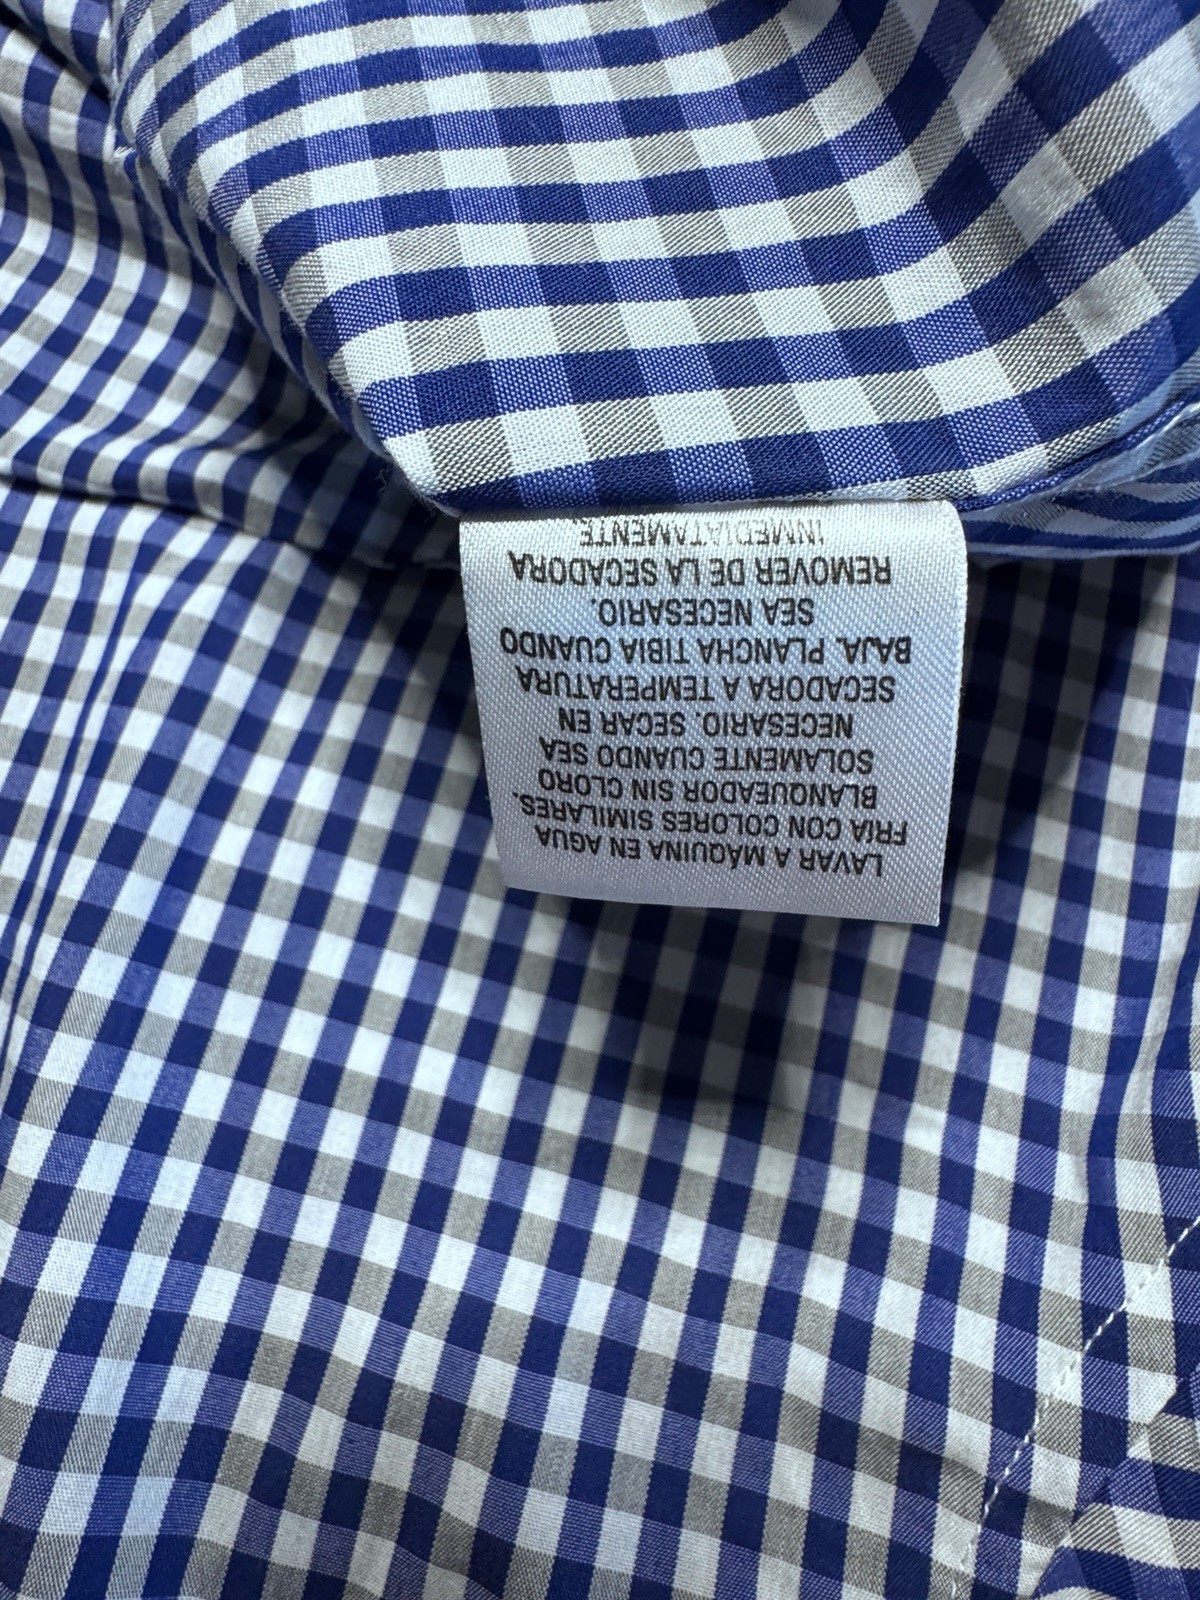 LAVAR A MÁQUINA EN AGUA
FRIA CON COLORES SIMILARES.
BLANQUEADOR SIN CLORO
SOLAMENTE CUANDO SEA
NECESARIO. SECAR EN
SECADORA A TEMPERATURA
BAJA. PLANCHA TIBIA CUANDO
SEA NECESARIO.
REMOVER DE LA SECADORA
INMEDIATAMENTE.